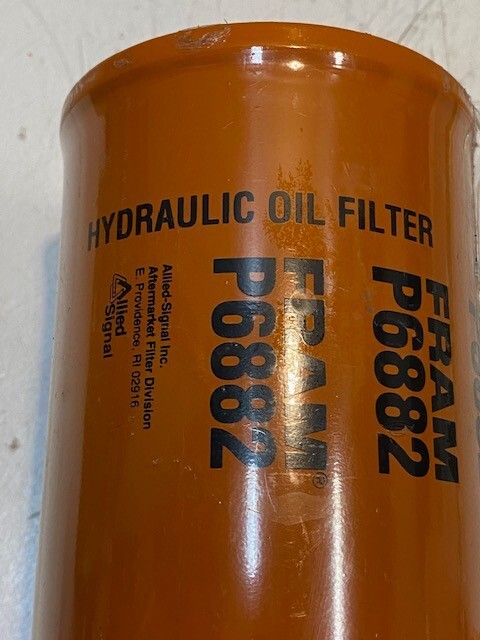 HYDRAULIC OIL FILTER
FRAM®
P6882
FRAM
P6882
Allied-Signal Inc.
Aftermarket Filter Division
E. Providence, RI 02916
Allied
Signal